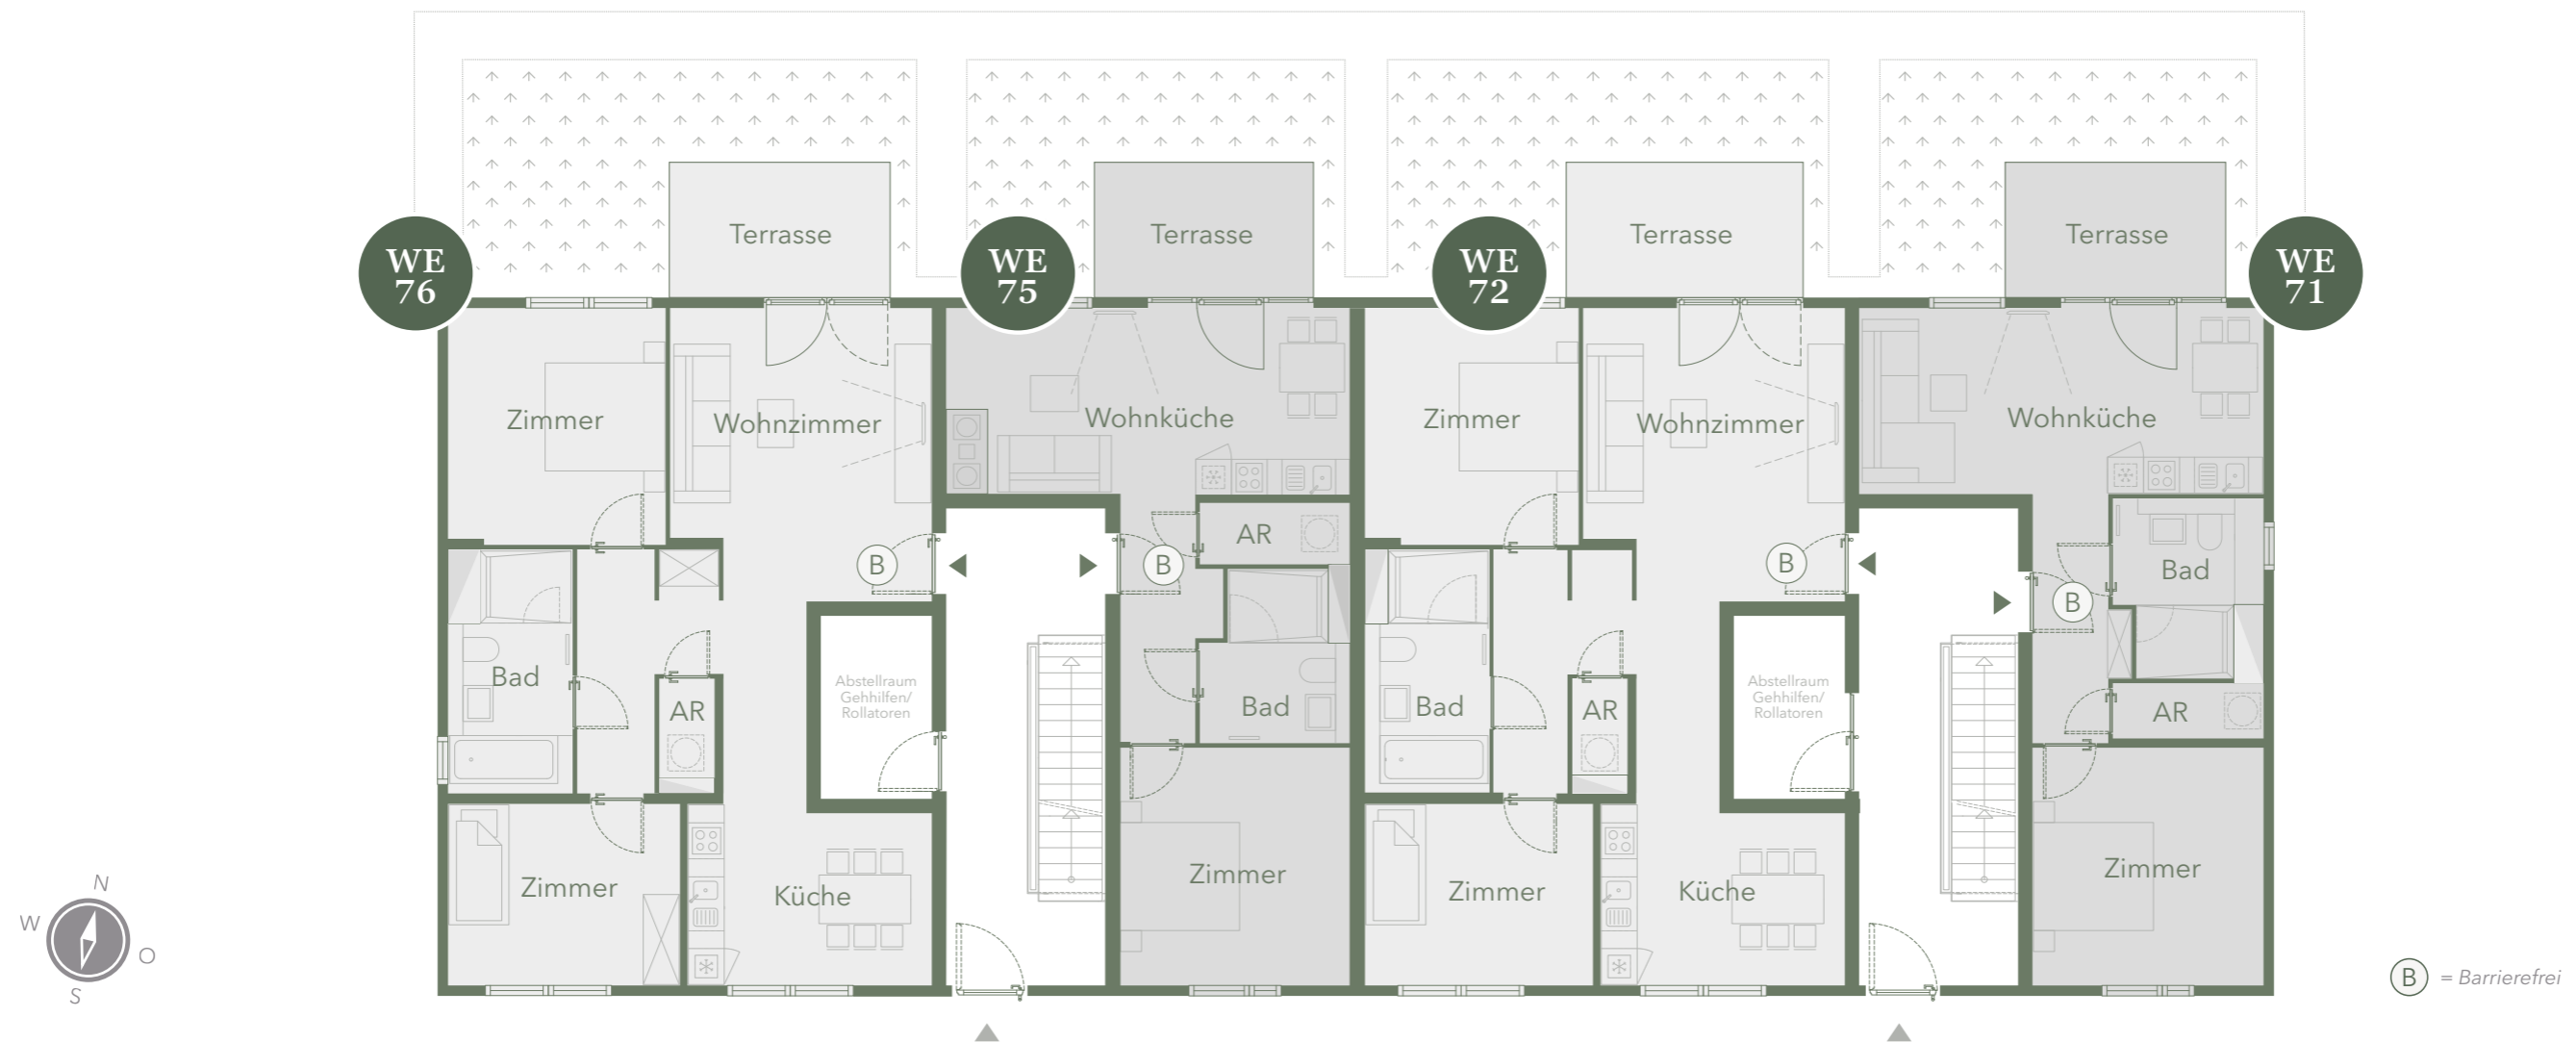 Terrasse
Terrasse
Terrasse
Terrasse
WE
76
WE
75
WE
72
WE
71
Zimmer
Wohnzimmer
Wohnküche
Zimmer
Wohnzimmer
Wohnküche
AR
B
B
B
Bad
B
Bad
AR
Abstellraum
Gehhilfen/
Rollatoren
Bad
Bad
AR
Abstellraum
Gehhilfen/
Rollatoren
AR
Zimmer
Küche
Zimmer
Zimmer
Küche
Zimmer
N
W
O
S
B = Barrierefrei